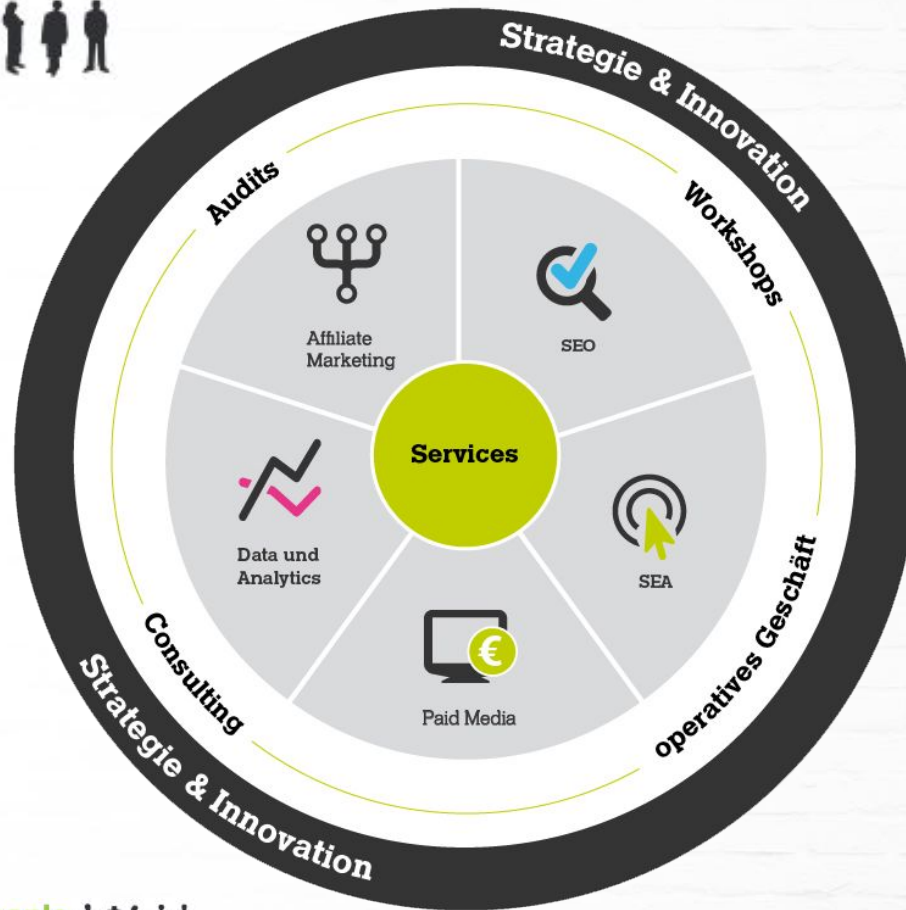 Strategie & Innovation
Audits
Workshops
Affiliate
Marketing
SEO
Services
Data und
Analytics
SEA
Paid Media
Consulting
operatives Geschäft
Strategie & Innovation